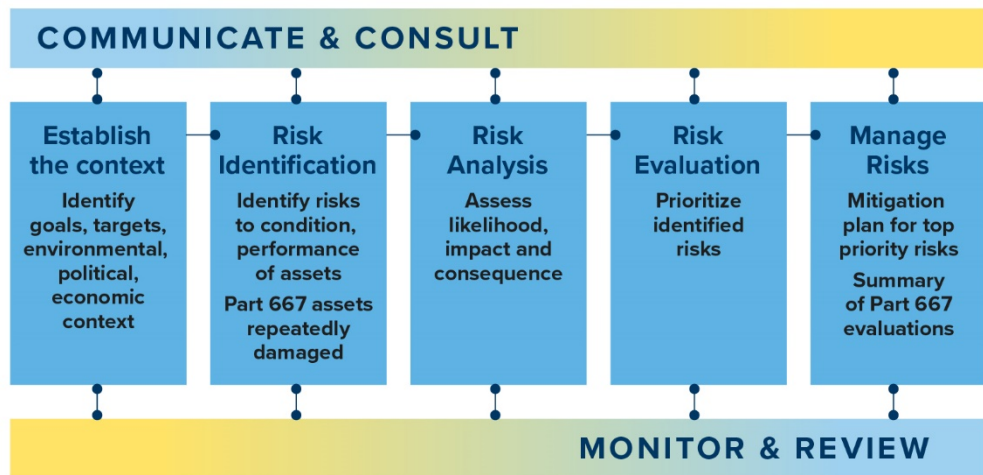 COMMUNICATE & CONSULT
Establish
the context
Identify
goals, targets,
environmental,
political,
economic
context
Risk
Identification
Identify risks
to condition,
performance
of assets
Part 667 assets
repeatedly
damaged
Risk
Analysis
Assess
likelihood,
impact and
consequence
Risk
Evaluation
Prioritize
identified
risks
Manage
Risks
Mitigation
plan for top
priority risks
Summary
of Part 667
evaluations
MONITOR & REVIEW